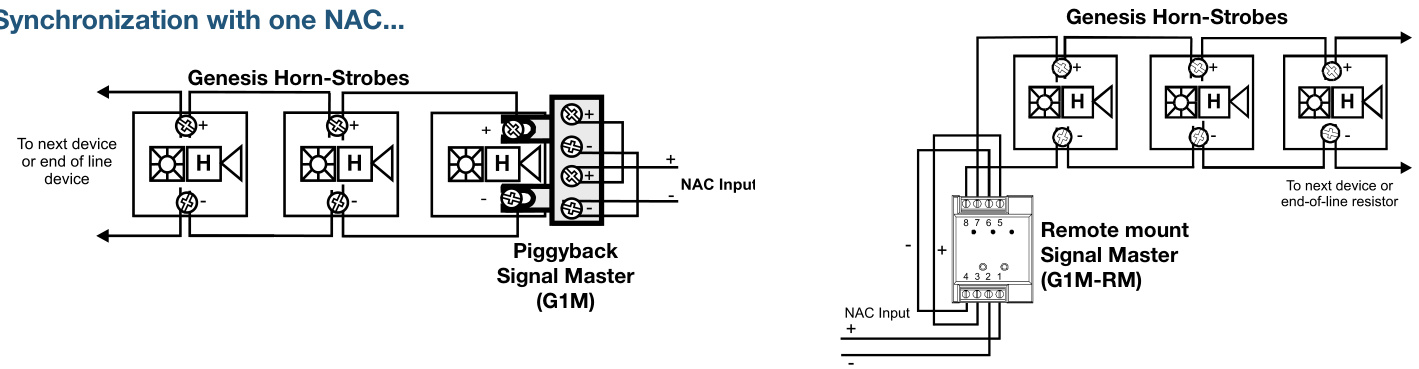 Synchronization with one NAC...
Genesis Horn-Strobes
To next device
or end of line
device
+
H
-
+
H
-
+
H
-
+
-
+
-
+
NAC Input
-
Piggyback
Signal Master
(G1M)
Genesis Horn-Strobes
+
H
-
+
H
-
+
H
-
To next device or
end-of-line resistor
8 7 6 5
4 3 2 1
Remote mount
Signal Master
(G1M-RM)
-
+
NAC Input
+
-